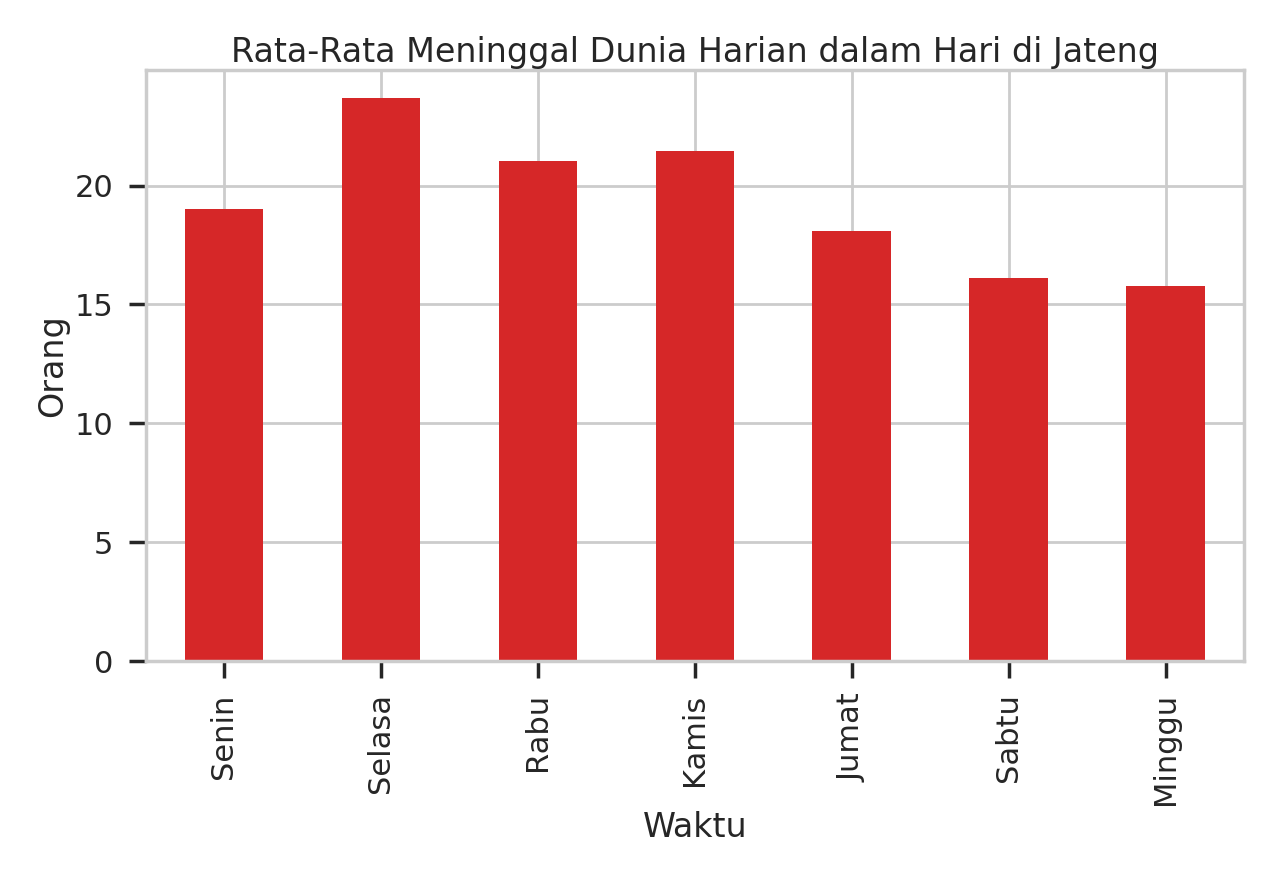 Rata-Rata Meninggal Dunia Harian dalam Hari di Jateng
Orang
20
15
10
5
0
Senin
Selasa
Rabu
Kamis
Jumat
Sabtu
Minggu
Waktu